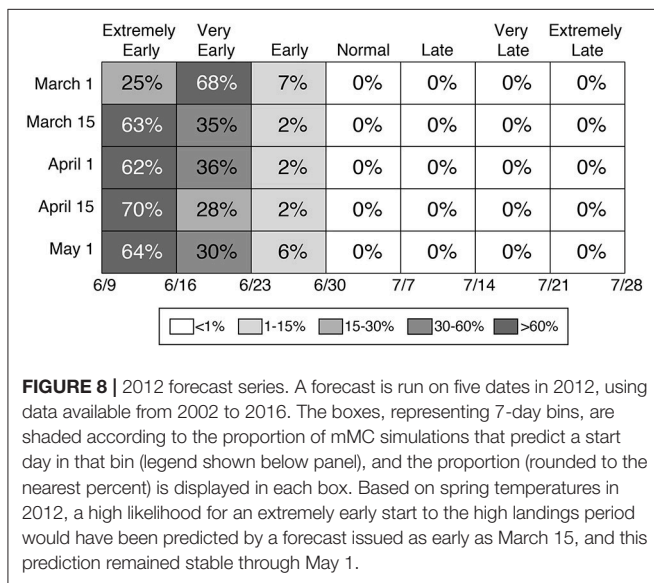 Extremely Early Very Early Early Normal Late Very Late Extremely Late
March 1 25% 68% 7% 0% 0% 0% 0%
March 15 63% 35% 2% 0% 0% 0% 0%
April 1 62% 36% 2% 0% 0% 0% 0%
April 15 70% 28% 2% 0% 0% 0% 0%
May 1 64% 30% 6% 0% 0% 0% 0%
6/9 6/16 6/23 6/30 7/7 7/14 7/21 7/28
<1% 1-15% 15-30% 30-60% >60%
FIGURE 8 | 2012 forecast series. A forecast is run on five dates in 2012, using
data available from 2002 to 2016. The boxes, representing 7-day bins, are
shaded according to the proportion of mMC simulations that predict a start
day in that bin (legend shown below panel), and the proportion (rounded to the
nearest percent) is displayed in each box. Based on spring temperatures in
2012, a high likelihood for an extremely early start to the high landings period
would have been predicted by a forecast issued as early as March 15, and this
prediction remained stable through May 1.